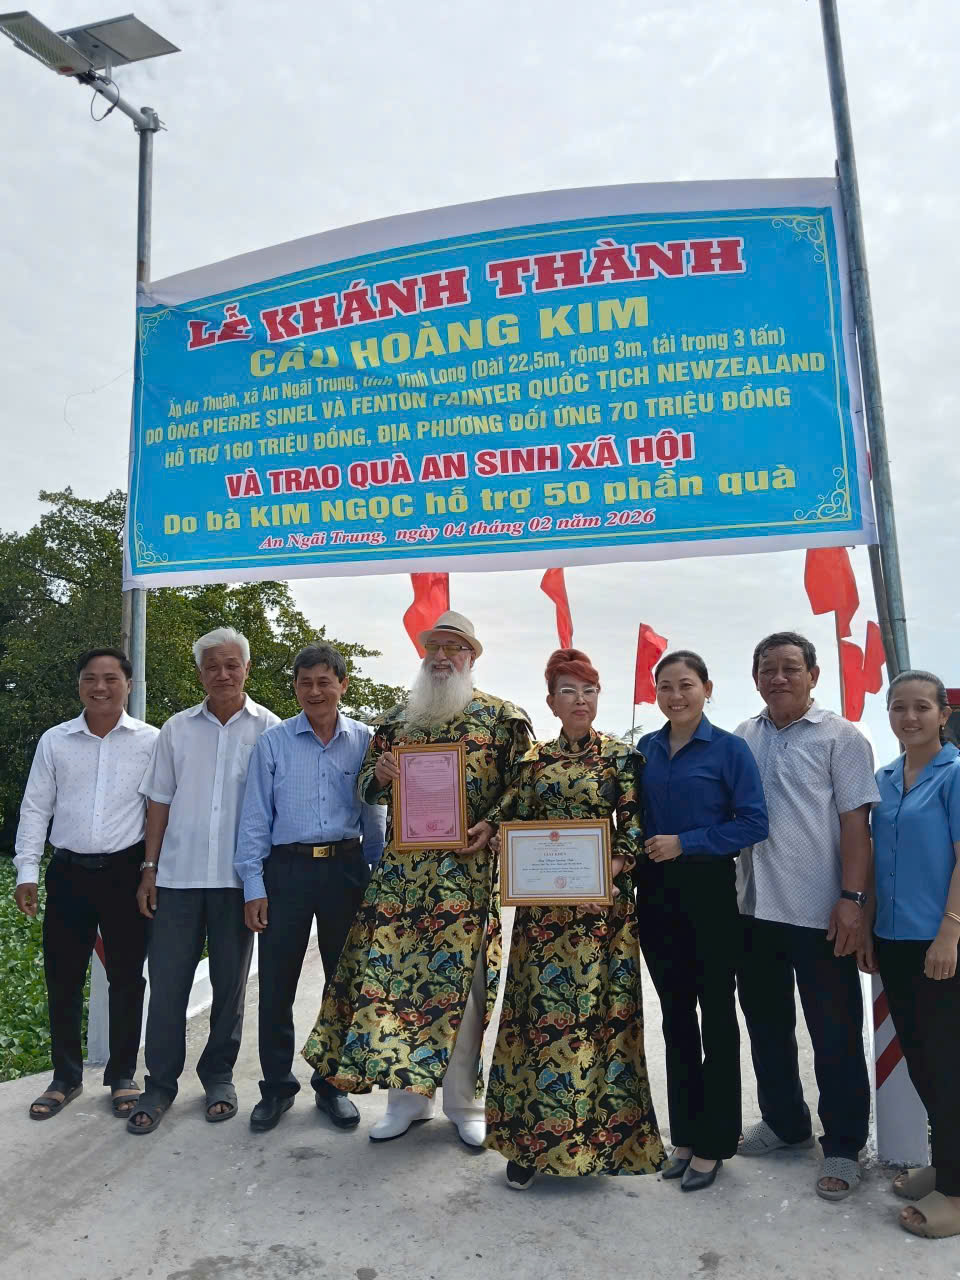 LỄ KHÁNH THÀNH
CẦU HOÀNG KIM
Ấp An Thuận, xã An Ngãi Trung, tỉnh Vĩnh Long (Dài 22,5m, rộng 3m, tải trọng 3 tấn)
DO ÔNG PIERRE SINEL VÀ FENTON PAINTER QUỐC TỊCH NEWZEALAND
HỖ TRỢ 160 TRIỆU ĐỒNG, ĐỊA PHƯƠNG ĐỐI ỨNG 70 TRIỆU ĐỒNG
VÀ TRAO QUÀ AN SINH XÃ HỘI
Do bà KIM NGỌC hỗ trợ 50 phần quà
An Ngãi Trung, ngày 04 tháng 02 năm 2026